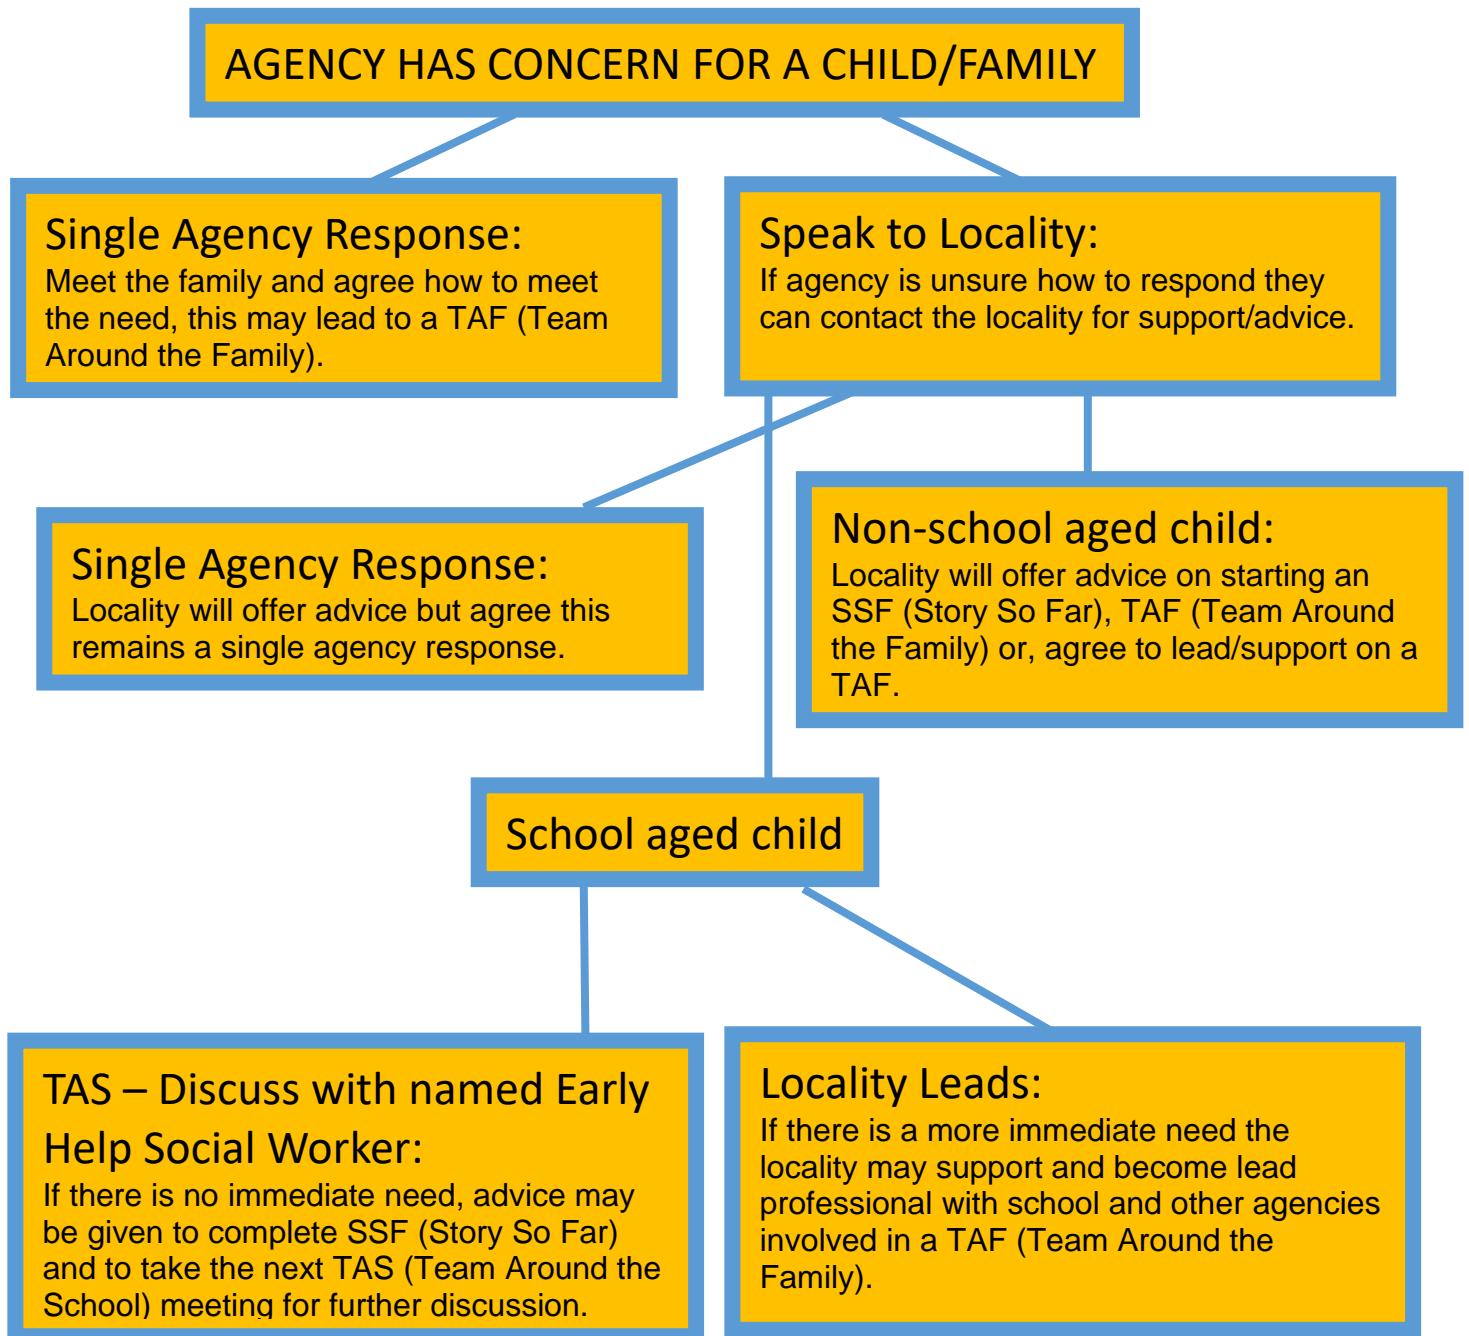 AGENCY HAS CONCERN FOR A CHILD/FAMILY
Single Agency Response:
Meet the family and agree how to meet
the need, this may lead to a TAF (Team
Around the Family).
Speak to Locality:
If agency is unsure how to respond they
can contact the locality for support/advice.
Single Agency Response:
Locality will offer advice but agree this
remains a single agency response.
Non-school aged child:
Locality will offer advice on starting an
SSF (Story So Far), TAF (Team Around
the Family) or, agree to lead/support on a
TAF.
School aged child
TAS – Discuss with named Early
Help Social Worker:
If there is no immediate need, advice may
be given to complete SSF (Story So Far)
and to take the next TAS (Team Around the
School) meeting for further discussion.
Locality Leads:
If there is a more immediate need the
locality may support and become lead
professional with school and other agencies
involved in a TAF (Team Around the
Family).